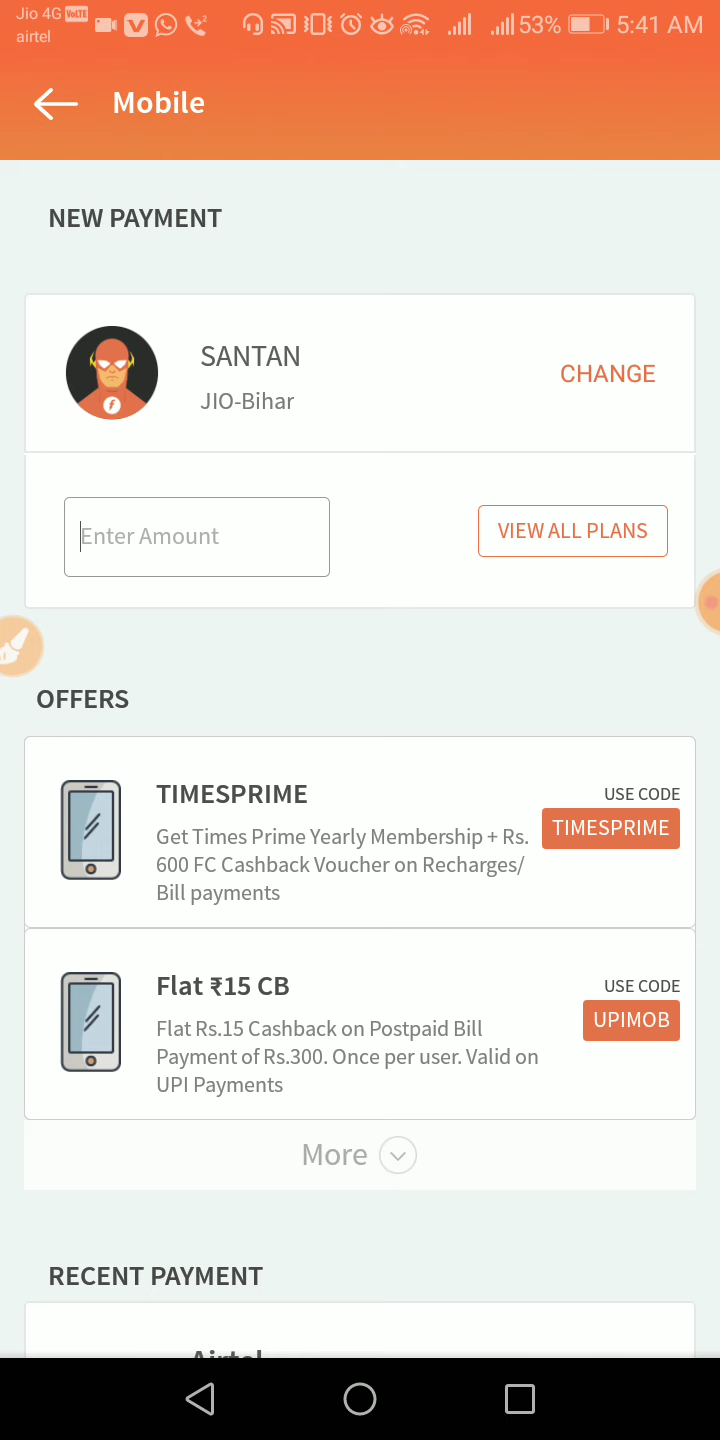 Jio 4G VoLTE
airtel
53%
5:41 AM
Mobile
NEW PAYMENT
SANTAN
JIO-Bihar
CHANGE
Enter Amount
VIEW ALL PLANS
OFFERS
TIMESPRIME
Get Times Prime Yearly Membership + Rs.
600 FC Cashback Voucher on Recharges/
Bill payments
USE CODE
TIMESPRIME
Flat ₹15 CB
Flat Rs.15 Cashback on Postpaid Bill
Payment of Rs.300. Once per user. Valid on
UPI Payments
USE CODE
UPIMOB
More
RECENT PAYMENT
Airtel